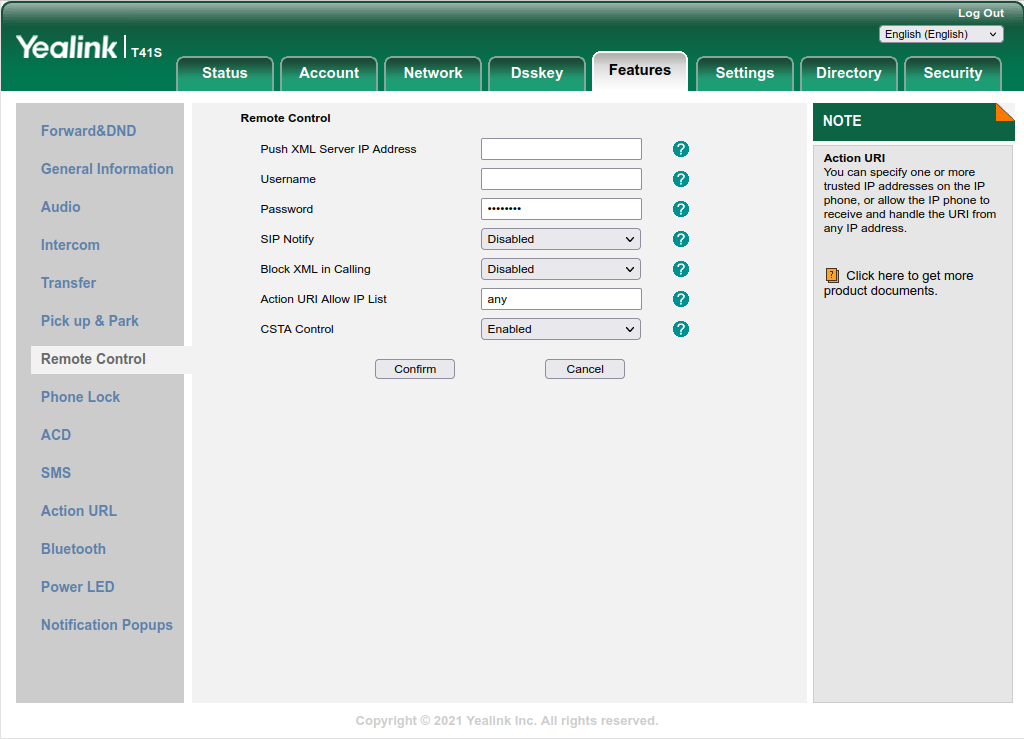 Log Out
English (English)
Yealink | T41S
Status Account Network Dsskey Features Settings Directory Security
Forward&DND
General Information
Audio
Intercom
Transfer
Pick up & Park
Remote Control
Phone Lock
ACD
SMS
Action URL
Bluetooth
Power LED
Notification Popups
Remote Control
Push XML Server IP Address ?
Username ?
Password •••••••• ?
SIP Notify Disabled ?
Block XML in Calling Disabled ?
Action URI Allow IP List any ?
CSTA Control Enabled ?
Confirm Cancel
NOTE
Action URI
You can specify one or more
trusted IP addresses on the IP
phone, or allow the IP phone to
receive and handle the URI from
any IP address.
? Click here to get more
product documents.
Copyright © 2021 Yealink Inc. All rights reserved.